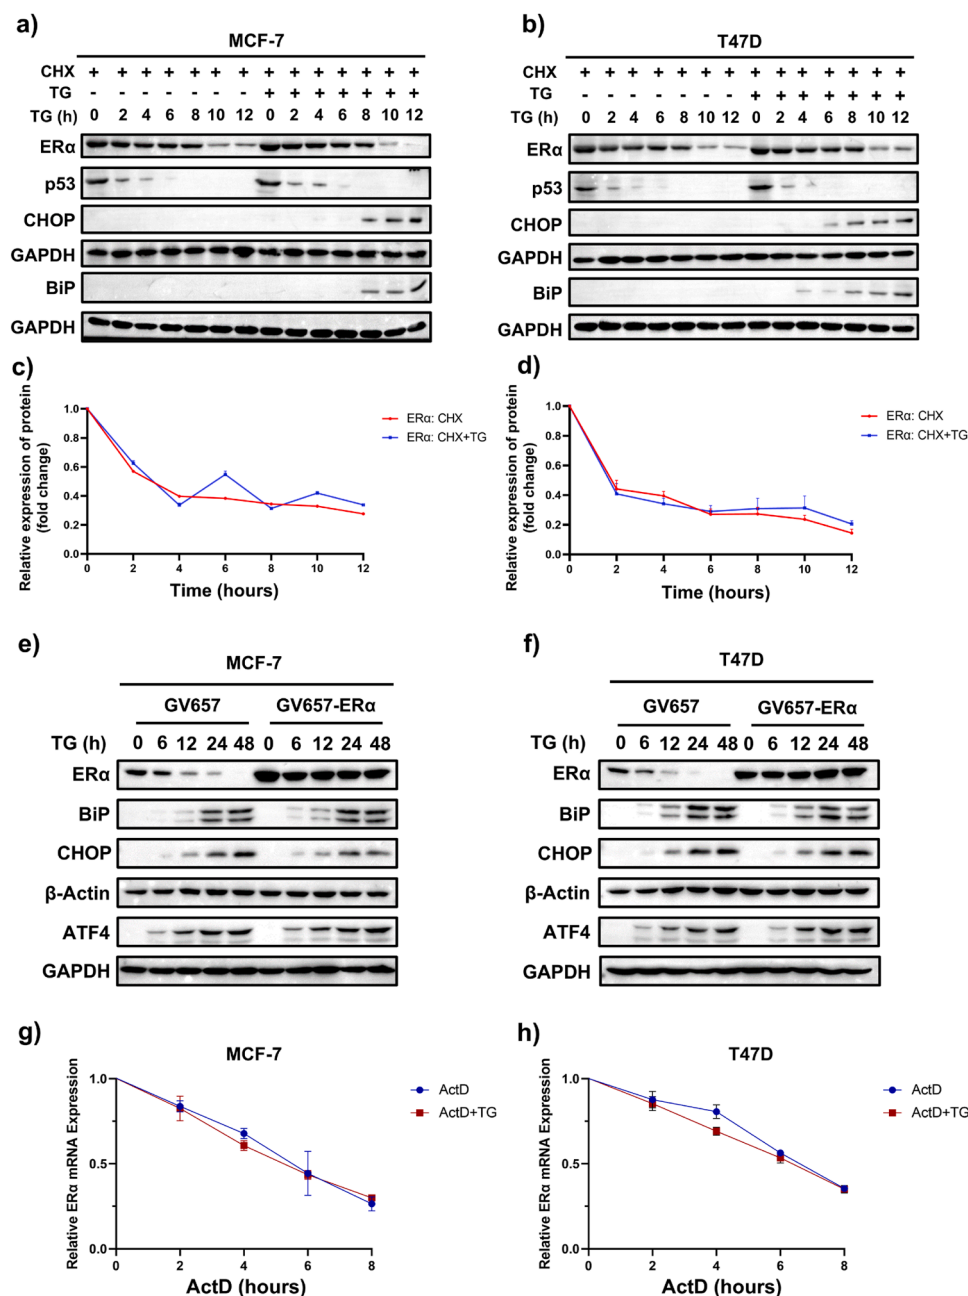 a)
MCF-7
CHX + + + + + + + + + + + + + +
TG - - - - - - - + + + + + + +
TG (h) 0 2 4 6 8 10 12 0 2 4 6 8 10 12
ERα
p53
CHOP
GAPDH
BiP
GAPDH
b)
T47D
CHX + + + + + + + + + + + + + +
TG - - - - - - - + + + + + + +
TG (h) 0 2 4 6 8 10 12 0 2 4 6 8 10 12
ERα
p53
CHOP
GAPDH
BiP
GAPDH
c)
Relative expression of protein
(fold change)
1.0
0.8
0.6
0.4
0.2
0.0
0 2 4 6 8 10 12
Time (hours)
ERα: CHX
ERα: CHX+TG
d)
Relative expression of protein
(fold change)
1.0
0.8
0.6
0.4
0.2
0.0
0 2 4 6 8 10 12
Time (hours)
ERα: CHX
ERα: CHX+TG
e)
MCF-7
GV657 GV657-ERα
TG (h) 0 6 12 24 48 0 6 12 24 48
ERα
BiP
CHOP
β-Actin
ATF4
GAPDH
f)
T47D
GV657 GV657-ERα
TG (h) 0 6 12 24 48 0 6 12 24 48
ERα
BiP
CHOP
β-Actin
ATF4
GAPDH
g)
MCF-7
Relative ERα mRNA Expression
1.0
0.5
0.0
0 2 4 6 8
ActD (hours)
ActD
ActD+TG
h)
T47D
Relative ERα mRNA Expression
1.0
0.5
0.0
0 2 4 6 8
ActD (hours)
ActD
ActD+TG